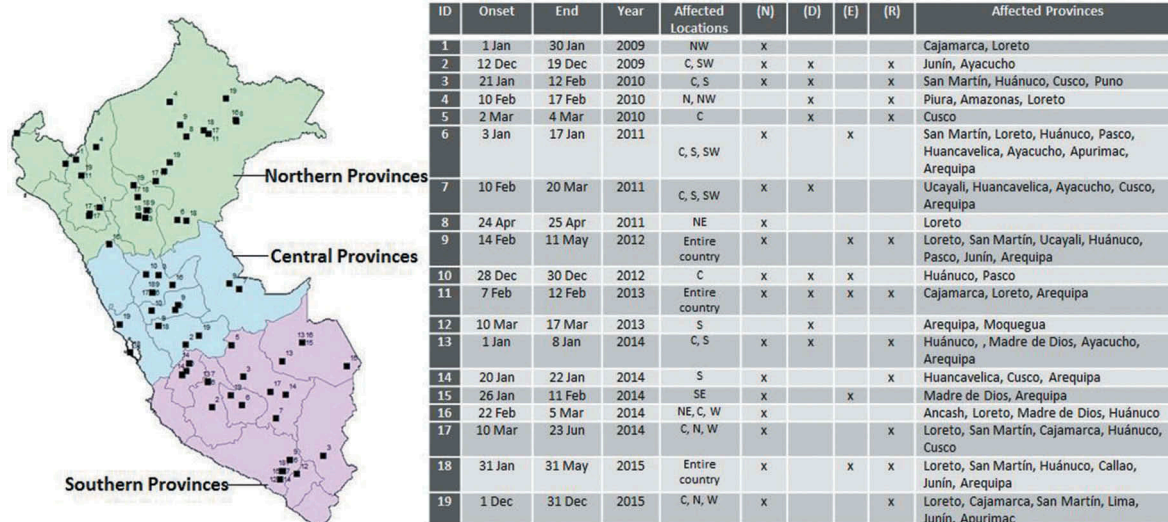 Northern Provinces
Central Provinces
Southern Provinces
ID Onset End Year Affected Locations (N) (D) (E) (R) Affected Provinces
1 1 Jan 30 Jan 2009 NW x Cajamarca, Loreto
2 12 Dec 19 Dec 2009 C, SW x x x Junín, Ayacucho
3 21 Jan 12 Feb 2010 C, S x x x San Martín, Huánuco, Cusco, Puno
4 10 Feb 17 Feb 2010 N, NW x x Piura, Amazonas, Loreto
5 2 Mar 4 Mar 2010 C x x Cusco
6 3 Jan 17 Jan 2011 C, S, SW x x San Martín, Loreto, Huánuco, Pasco,
Huancavelica, Ayacucho, Apurimac,
Arequipa
7 10 Feb 20 Mar 2011 C, S, SW x x Ucayali, Huancavelica, Ayacucho, Cusco,
Arequipa
8 24 Apr 25 Apr 2011 NE x Loreto
9 14 Feb 11 May 2012 Entire country x x x Loreto, San Martín, Ucayali, Huánuco,
Pasco, Junín, Arequipa
10 28 Dec 30 Dec 2012 C x x x Huánuco, Pasco
11 7 Feb 12 Feb 2013 Entire country x x x x Cajamarca, Loreto, Arequipa
12 10 Mar 17 Mar 2013 S x Arequipa, Moquegua
13 1 Jan 8 Jan 2014 C, S x x x Huánuco, , Madre de Dios, Ayacucho,
Arequipa
14 20 Jan 22 Jan 2014 S x x Huancavelica, Cusco, Arequipa
15 26 Jan 11 Feb 2014 SE x x Madre de Dios, Arequipa
16 22 Feb 5 Mar 2014 NE, C, W x Ancash, Loreto, Madre de Dios, Huánuco
17 10 Mar 23 Jun 2014 C, N, W x x Loreto, San Martín, Cajamarca, Huánuco,
Cusco
18 31 Jan 31 May 2015 Entire country x x x Loreto, San Martín, Huánuco, Callao,
Junín, Arequipa
19 1 Dec 31 Dec 2015 C, N, W x x Loreto, Cajamarca, San Martín, Lima,
Junín, Apurimac